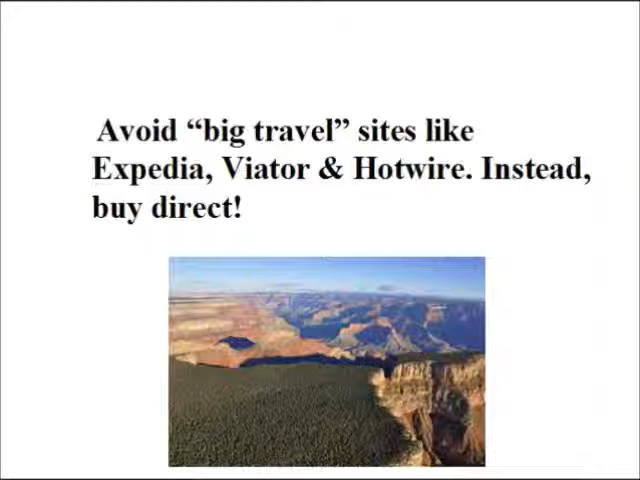 Avoid “big travel” sites like
Expedia, Viator & Hotwire. Instead,
buy direct!